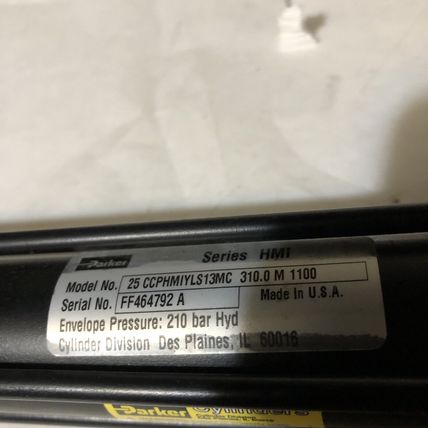 Parker Series HMI
Model No. 25 CCPHMIYLS13MC 310.0 M 1100
Serial No. FF464792 A Made In U.S.A.
Envelope Pressure: 210 bar Hyd
Cylinder Division Des Plaines, IL 60016
Parker Cylinders